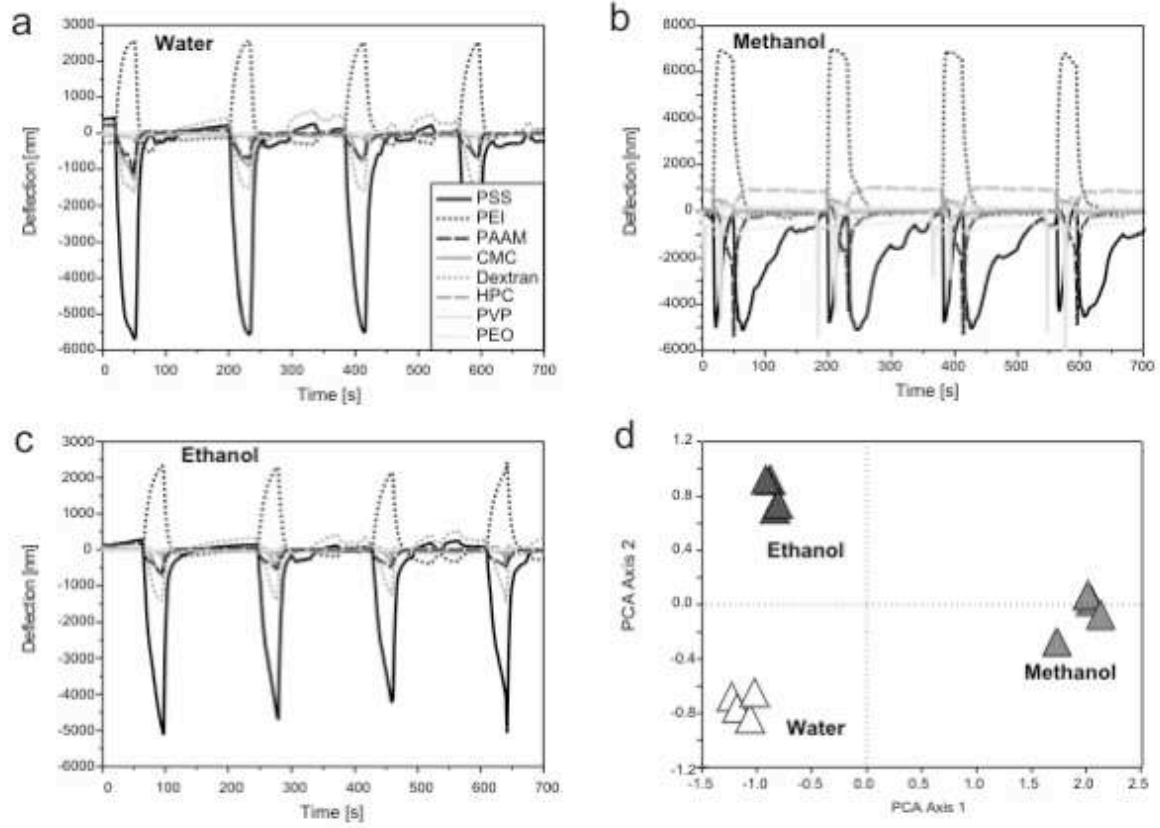 a
Water
Deflection [nm]
3000
2000
1000
0
-1000
-2000
-3000
-4000
-5000
-6000
PSS
PEI
PAAM
CMC
Dextran
HPC
PVP
PEO
0 100 200 300 400 500 600 700
Time [s]
b
Methanol
Deflection [nm]
8000
6000
4000
2000
0
-2000
-4000
-6000
0 100 200 300 400 500 600 700
Time [s]
c
Ethanol
Deflection [nm]
3000
2000
1000
0
-1000
-2000
-3000
-4000
-5000
-6000
0 100 200 300 400 500 600 700
Time [s]
d
PCA Axis 2
1.2
0.8
0.4
0.0
-0.4
-0.8
-1.2
Ethanol
Methanol
Water
-1.5 -1.0 -0.5 0.0 0.5 1.0 1.5 2.0 2.5
PCA Axis 1